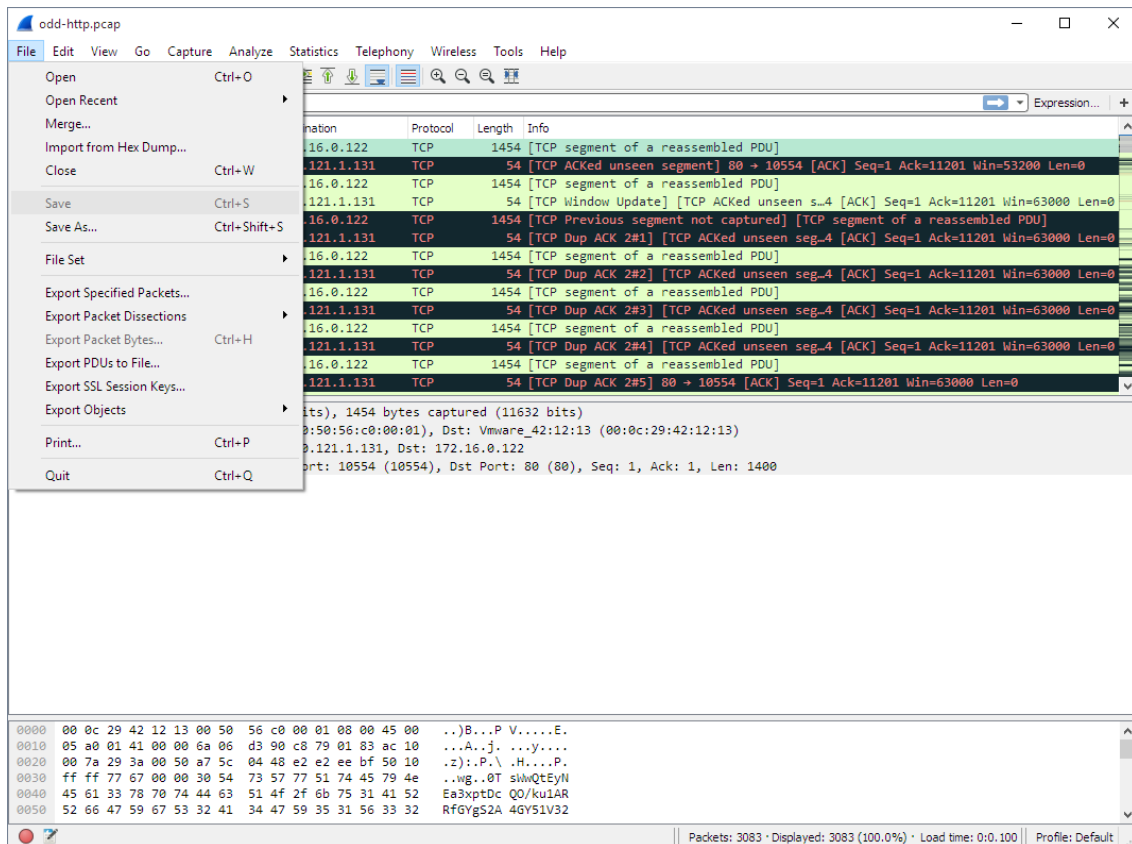 odd-http.pcap
File Edit View Go Capture Analyze Statistics Telephony Wireless Tools Help
Open Ctrl+O
Open Recent
Merge...
Import from Hex Dump...
Close Ctrl+W
Save Ctrl+S
Save As... Ctrl+Shift+S
File Set
Export Specified Packets...
Export Packet Dissections
Export Packet Bytes... Ctrl+H
Export PDUs to File...
Export SSL Session Keys...
Export Objects
Print... Ctrl+P
Quit Ctrl+Q
Expression... +
ination Protocol Length Info
.16.0.122 TCP 1454 [TCP segment of a reassembled PDU]
.121.1.131 TCP 54 [TCP ACKed unseen segment] 80 → 10554 [ACK] Seq=1 Ack=11201 Win=53200 Len=0
.16.0.122 TCP 1454 [TCP segment of a reassembled PDU]
.121.1.131 TCP 54 [TCP Window Update] [TCP ACKed unseen s…4 [ACK] Seq=1 Ack=11201 Win=63000 Len=0
.16.0.122 TCP 1454 [TCP Previous segment not captured] [TCP segment of a reassembled PDU]
.121.1.131 TCP 54 [TCP Dup ACK 2#1] [TCP ACKed unseen seg…4 [ACK] Seq=1 Ack=11201 Win=63000 Len=0
.16.0.122 TCP 1454 [TCP segment of a reassembled PDU]
.121.1.131 TCP 54 [TCP Dup ACK 2#2] [TCP ACKed unseen seg…4 [ACK] Seq=1 Ack=11201 Win=63000 Len=0
.16.0.122 TCP 1454 [TCP segment of a reassembled PDU]
.121.1.131 TCP 54 [TCP Dup ACK 2#3] [TCP ACKed unseen seg…4 [ACK] Seq=1 Ack=11201 Win=63000 Len=0
.16.0.122 TCP 1454 [TCP segment of a reassembled PDU]
.121.1.131 TCP 54 [TCP Dup ACK 2#4] [TCP ACKed unseen seg…4 [ACK] Seq=1 Ack=11201 Win=63000 Len=0
.16.0.122 TCP 1454 [TCP segment of a reassembled PDU]
.121.1.131 TCP 54 [TCP Dup ACK 2#5] 80 → 10554 [ACK] Seq=1 Ack=11201 Win=63000 Len=0
its), 1454 bytes captured (11632 bits)
0:50:56:c0:00:01), Dst: Vmware_42:12:13 (00:0c:29:42:12:13)
0.121.1.131, Dst: 172.16.0.122
ort: 10554 (10554), Dst Port: 80 (80), Seq: 1, Ack: 1, Len: 1400
0000 00 0c 29 42 12 13 00 50 56 c0 00 01 08 00 45 00 ..)B...P V.....E.
0010 05 a0 01 41 00 00 6a 06 d3 90 c8 79 01 83 ac 10 ...A..j. ...y....
0020 00 7a 29 3a 00 50 a7 5c 04 48 e2 e2 ee bf 50 10 .z):.P.\ .H....P.
0030 ff ff 77 67 00 00 30 54 73 57 77 51 74 45 79 4e ..wg..0T sWwQtEyN
0040 45 61 33 78 70 74 44 63 51 4f 2f 6b 75 31 41 52 Ea3xptDc QO/ku1AR
0050 52 66 47 59 67 53 32 41 34 47 59 35 31 56 33 32 RfGYgS2A 4GY51V32
Packets: 3083 · Displayed: 3083 (100.0%) · Load time: 0:0.100 Profile: Default